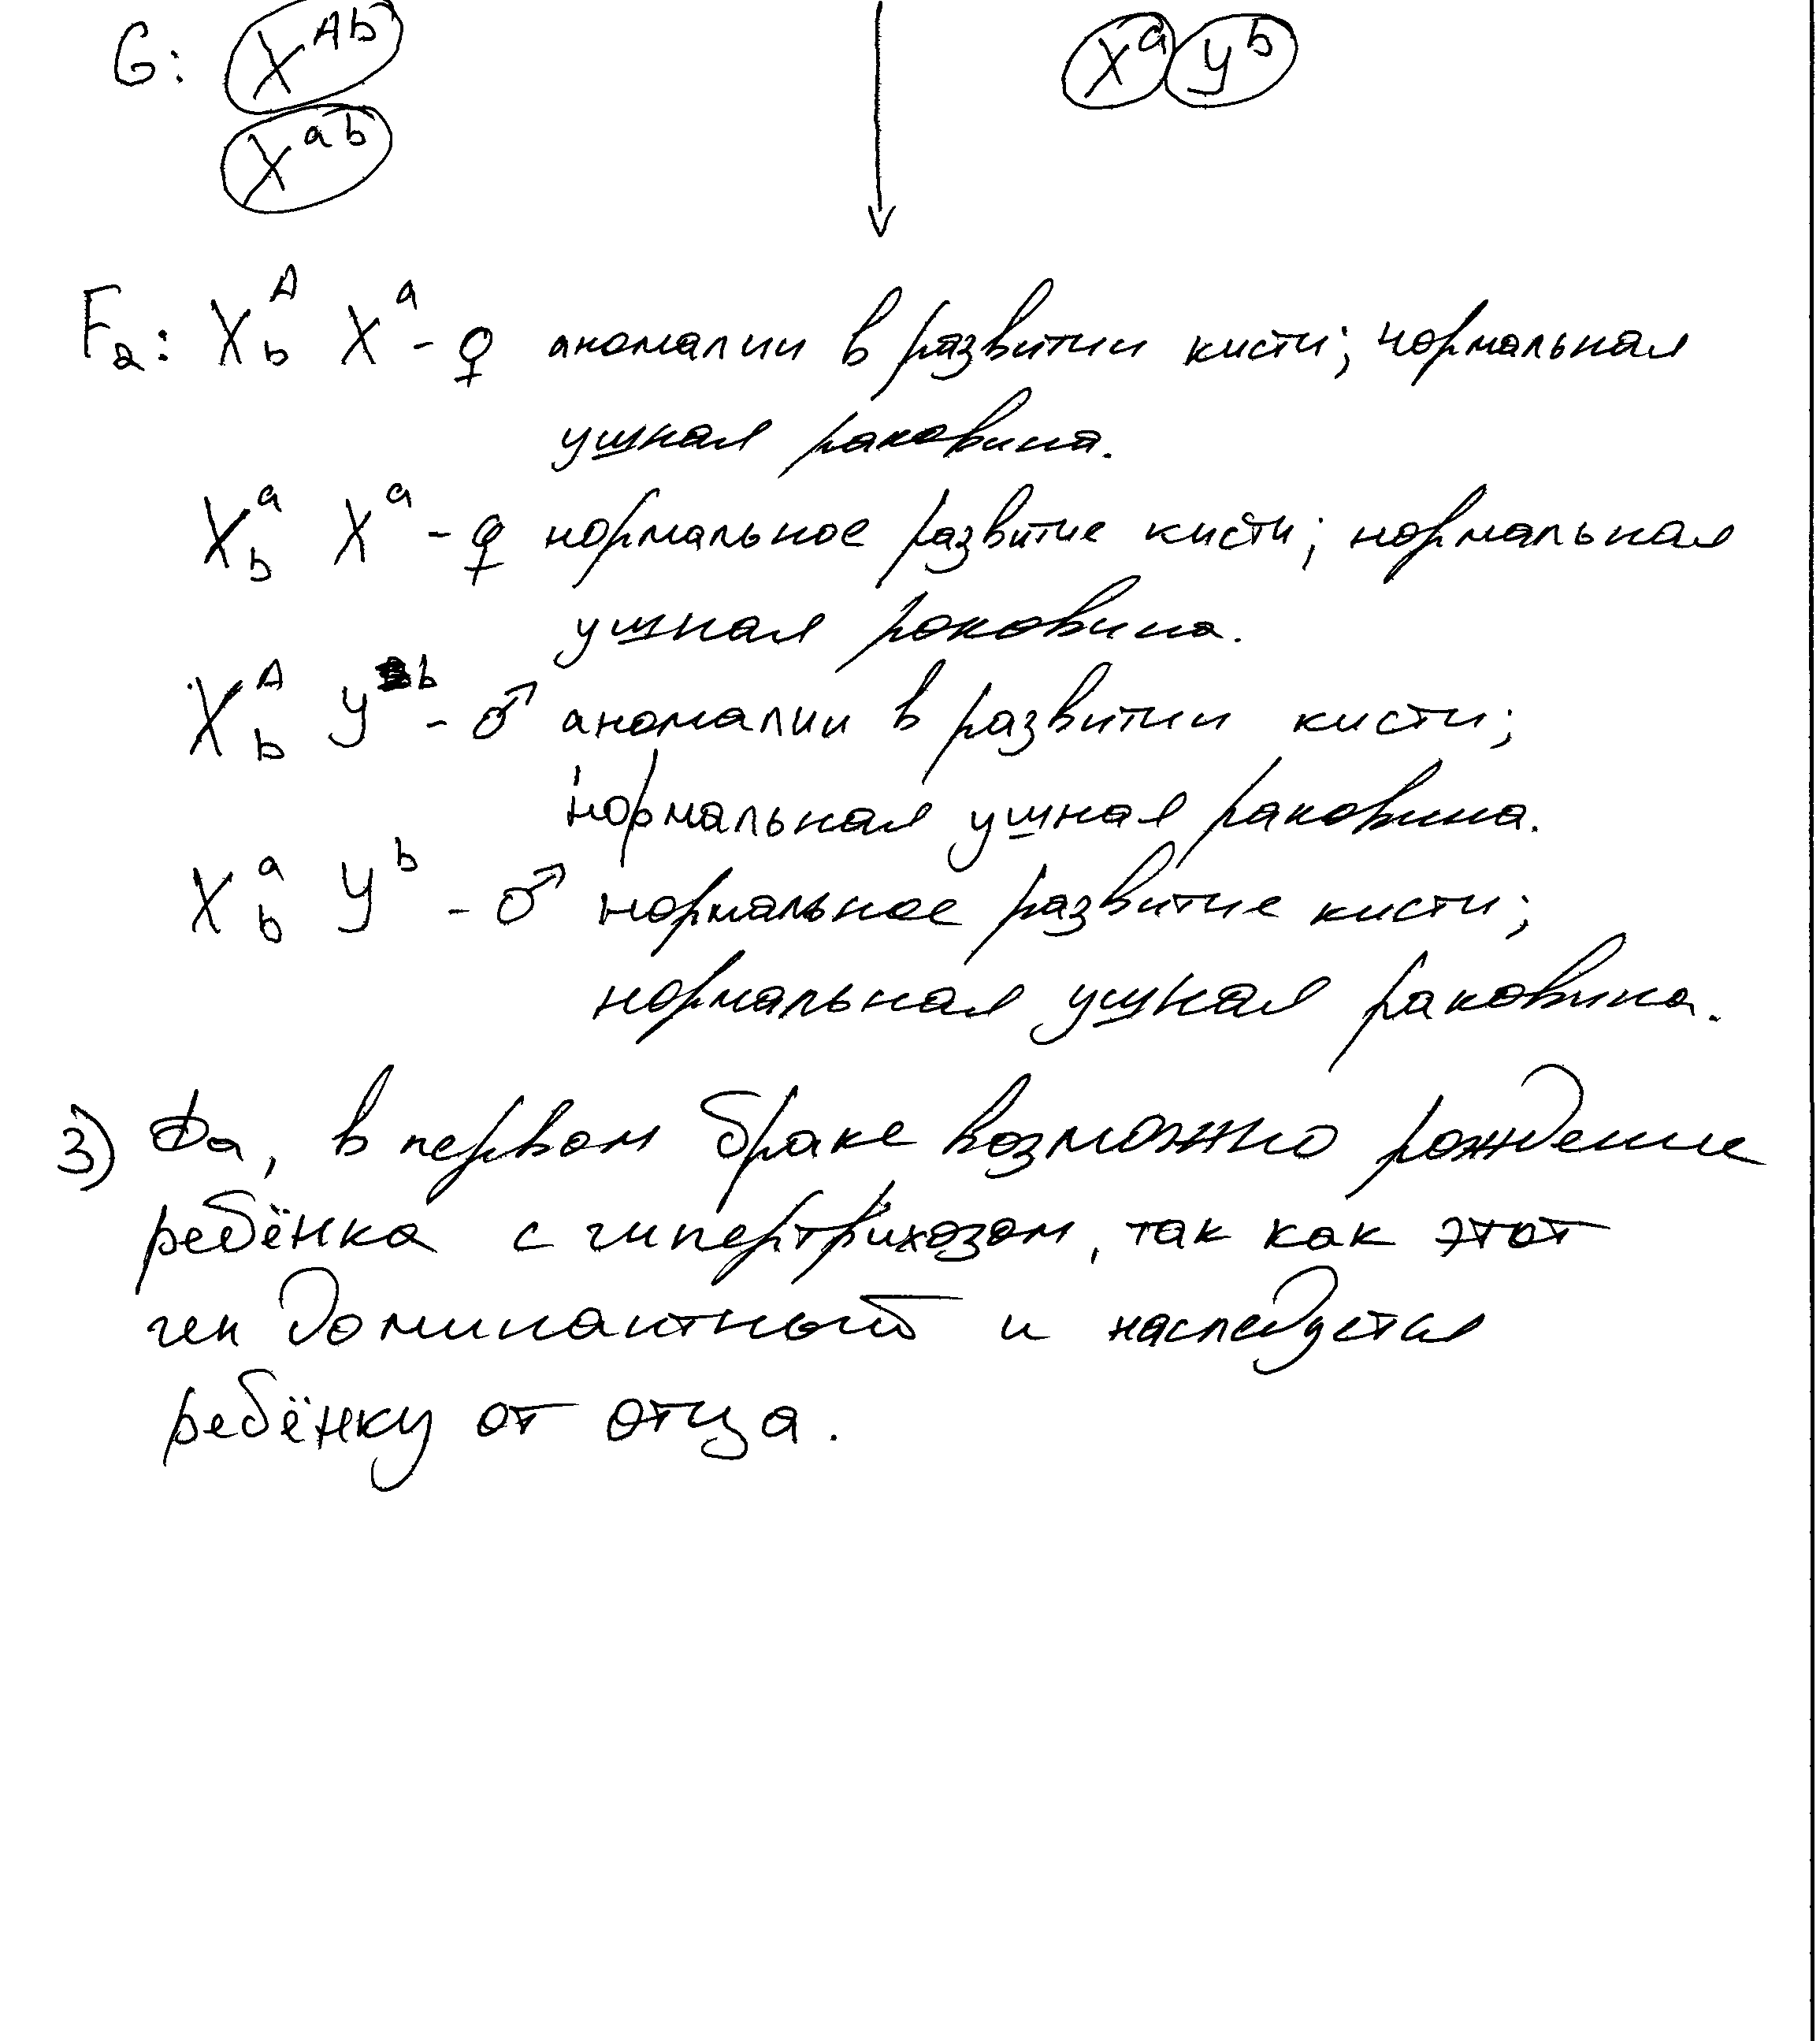 G: X^Ab X^a y^b
X^ab
F₂: X^A_b X^a - ♀ аномалии в развитии кисти; нормальная
ушная раковина.
X^a_b X^a - ♀ нормальное развитие кисти; нормальная
ушная раковина.
X^A_b y^b - ♂ аномалии в развитии кисти;
нормальная ушная раковина.
X^a_b y^b - ♂ нормальное развитие кисти;
нормальная ушная раковина.
3) Да, в первом браке возможно рождение
ребёнка с гипертрихозом, так как этот
ген доминантный и наследуется
ребёнку от отца.